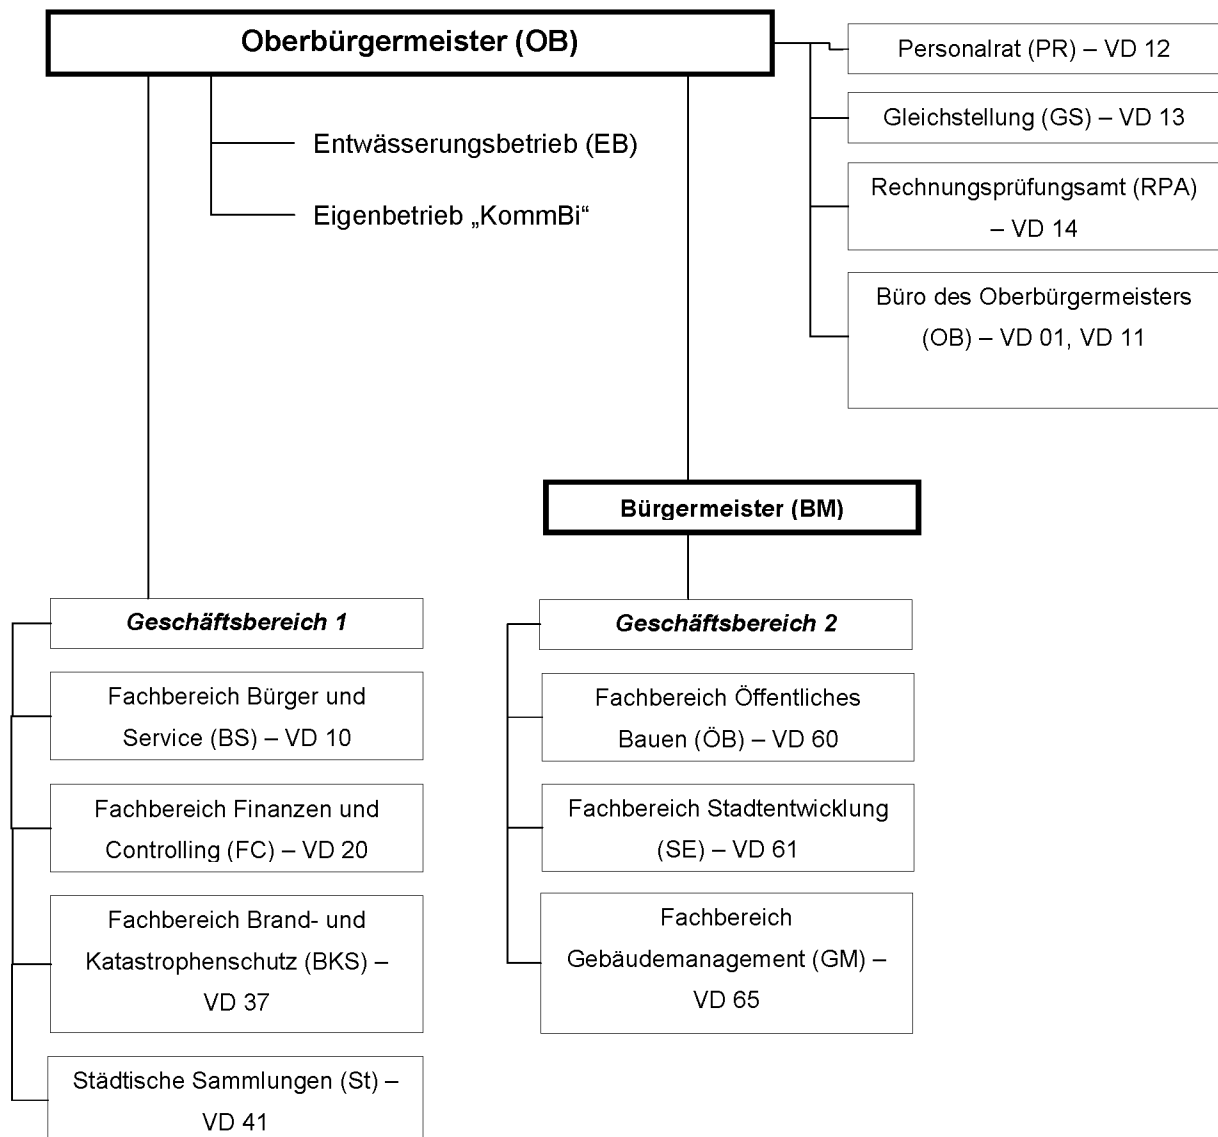 Oberbürgermeister (OB)
Personalrat (PR) – VD 12
Gleichstellung (GS) – VD 13
Entwässerungsbetrieb (EB)
Rechnungsprüfungsamt (RPA)
– VD 14
Eigenbetrieb „KommBi“
Büro des Oberbürgermeisters
(OB) – VD 01, VD 11
Bürgermeister (BM)
Geschäftsbereich 1
Fachbereich Bürger und
Service (BS) – VD 10
Fachbereich Finanzen und
Controlling (FC) – VD 20
Fachbereich Brand- und
Katastrophenschutz (BKS) –
VD 37
Städtische Sammlungen (St) –
VD 41
Geschäftsbereich 2
Fachbereich Öffentliches
Bauen (ÖB) – VD 60
Fachbereich Stadtentwicklung
(SE) – VD 61
Fachbereich
Gebäudemanagement (GM) –
VD 65